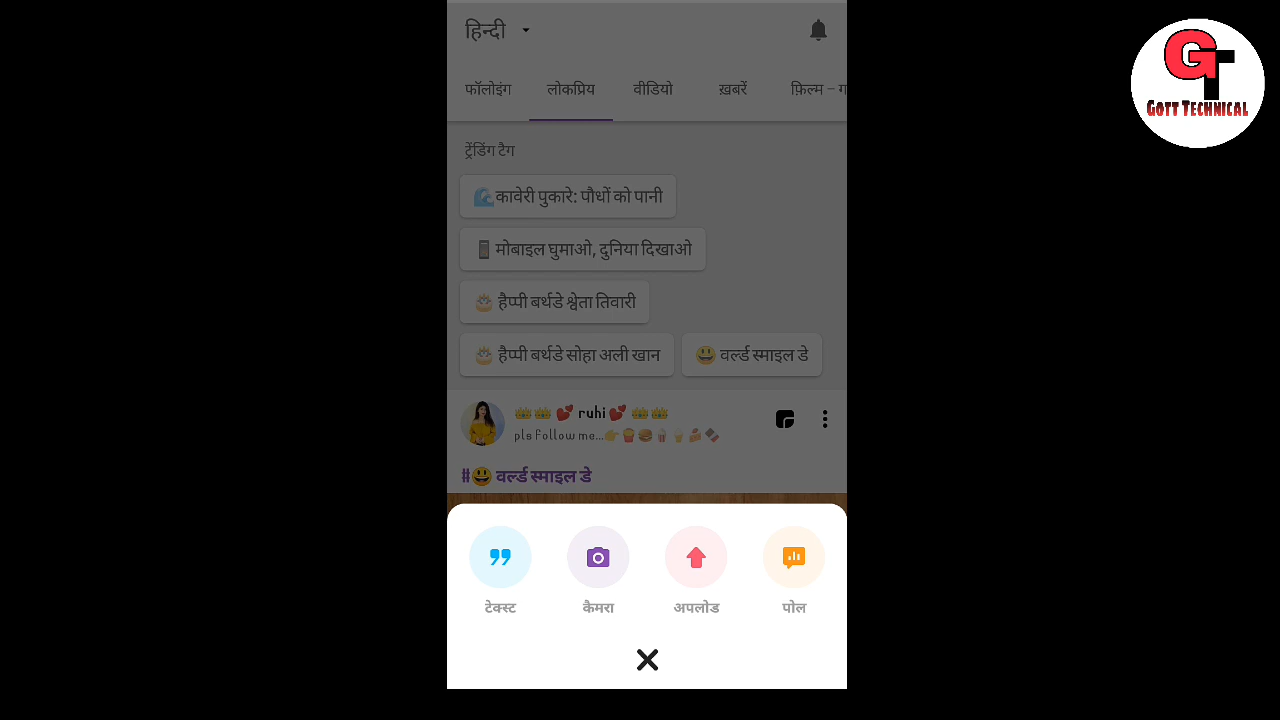 हिन्दी
फॉलोइंग लोकप्रिय वीडियो ख़बरें फ़िल्म – ग
ट्रेंडिंग टैग
🌊कावेरी पुकारे: पौधों को पानी
📱मोबाइल घुमाओ, दुनिया दिखाओ
🎂 हैप्पी बर्थडे श्वेता तिवारी
🎂 हैप्पी बर्थडे सोहा अली खान 😃 वर्ल्ड स्माइल डे
👑👑 💕 ruhi 💕 👑👑
pls follow me...👉🍟🍔🍿🍦🍰🍫
#😃 वर्ल्ड स्माइल डे
टेक्स्ट कैमरा अपलोड पोल
GT
GOTT TECHNICAL